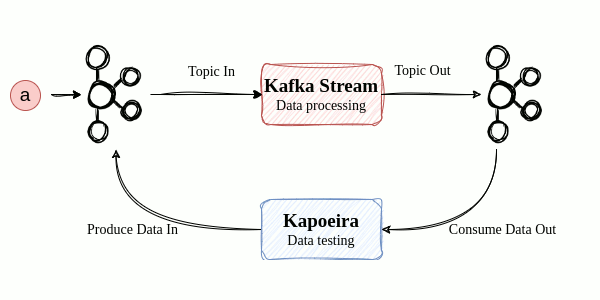 a
Topic In
Kafka Stream
Data processing
Topic Out
Kapoeira
Data testing
Produce Data In
Consume Data Out